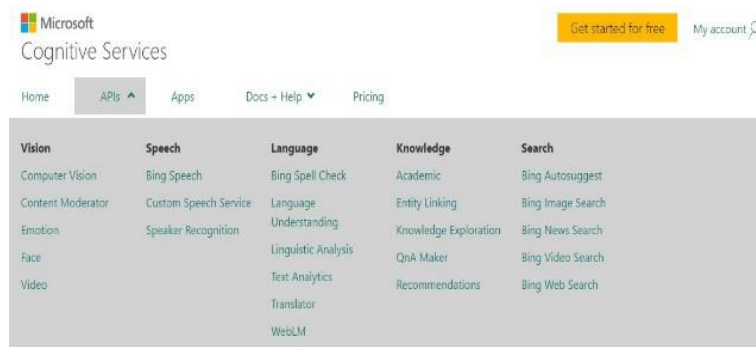 Microsoft
Cognitive Services
Get started for free
My account
Home
APIs
Apps
Docs + Help
Pricing
Vision
Computer Vision
Content Moderator
Emotion
Face
Video
Speech
Bing Speech
Custom Speech Service
Speaker Recognition
Language
Bing Spell Check
Language
Understanding
Linguistic Analysis
Text Analytics
Translator
WebLM
Knowledge
Academic
Entity Linking
Knowledge Exploration
QnA Maker
Recommendations
Search
Bing Autosuggest
Bing Image Search
Bing News Search
Bing Video Search
Bing Web Search